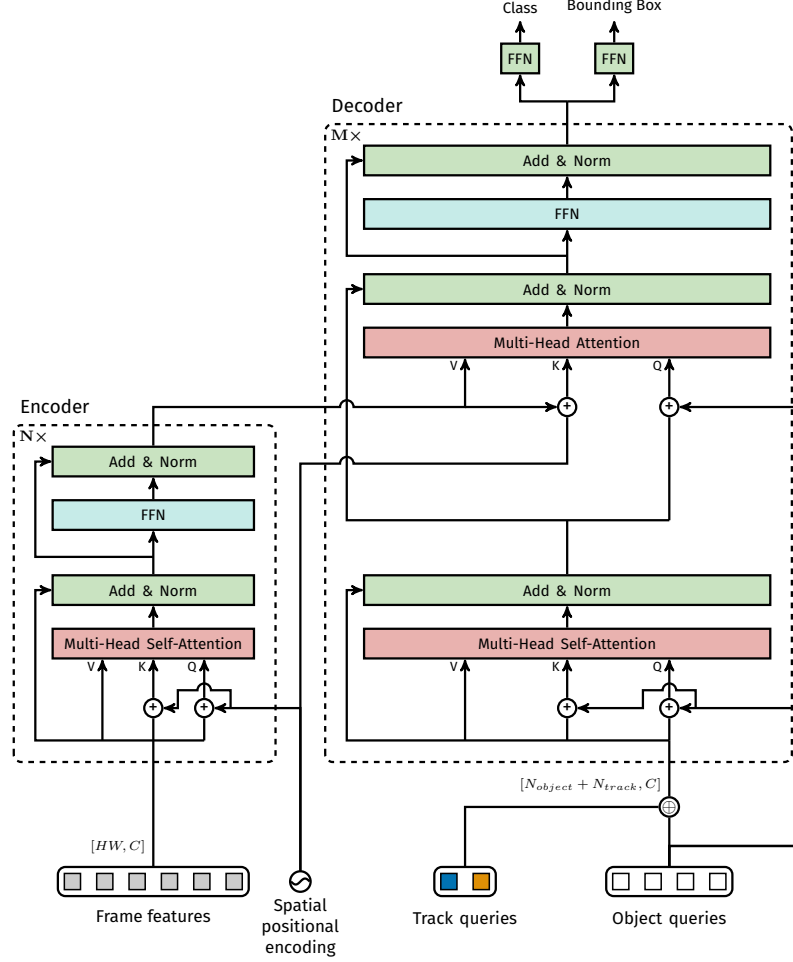 Class
Bounding Box
FFN
FFN
Decoder
M×
Add & Norm
FFN
Add & Norm
Multi-Head Attention
V
K
Q
+
+
Encoder
N×
Add & Norm
FFN
Add & Norm
Multi-Head Self-Attention
V
K
Q
+
+
Add & Norm
Multi-Head Self-Attention
V
K
Q
+
+
[N_object + N_track, C]
[HW, C]
Frame features
Spatial
positional
encoding
Track queries
Object queries